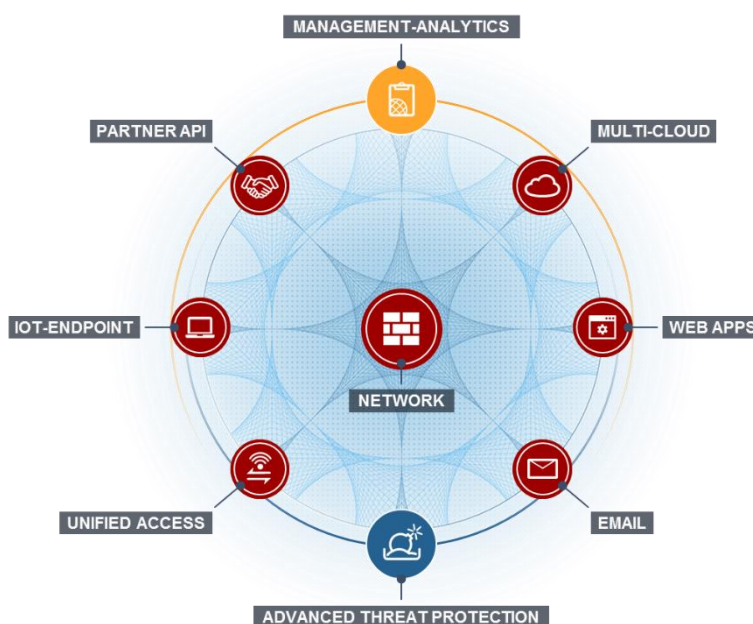 MANAGEMENT-ANALYTICS
PARTNER API
MULTI-CLOUD
IOT-ENDPOINT
WEB APPS
NETWORK
UNIFIED ACCESS
EMAIL
ADVANCED THREAT PROTECTION